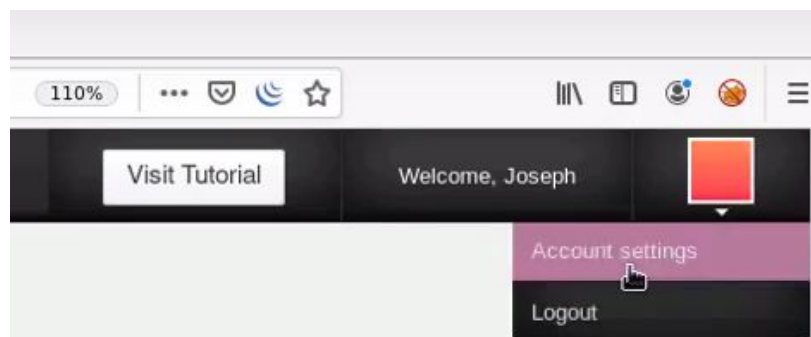 110%
Visit Tutorial
Welcome, Joseph
Account settings
Logout